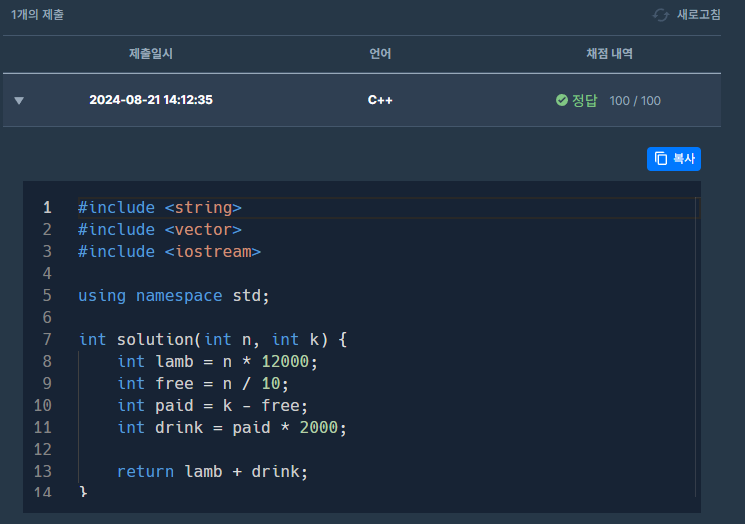 1개의 제출 새로고침
제출일시 언어 채점 내역
2024-08-21 14:12:35 C++ 정답 100 / 100
복사
1 #include <string>
2 #include <vector>
3 #include <iostream>
4
5 using namespace std;
6
7 int solution(int n, int k) {
8     int lamb = n * 12000;
9     int free = n / 10;
10     int paid = k - free;
11     int drink = paid * 2000;
12
13     return lamb + drink;
14 }